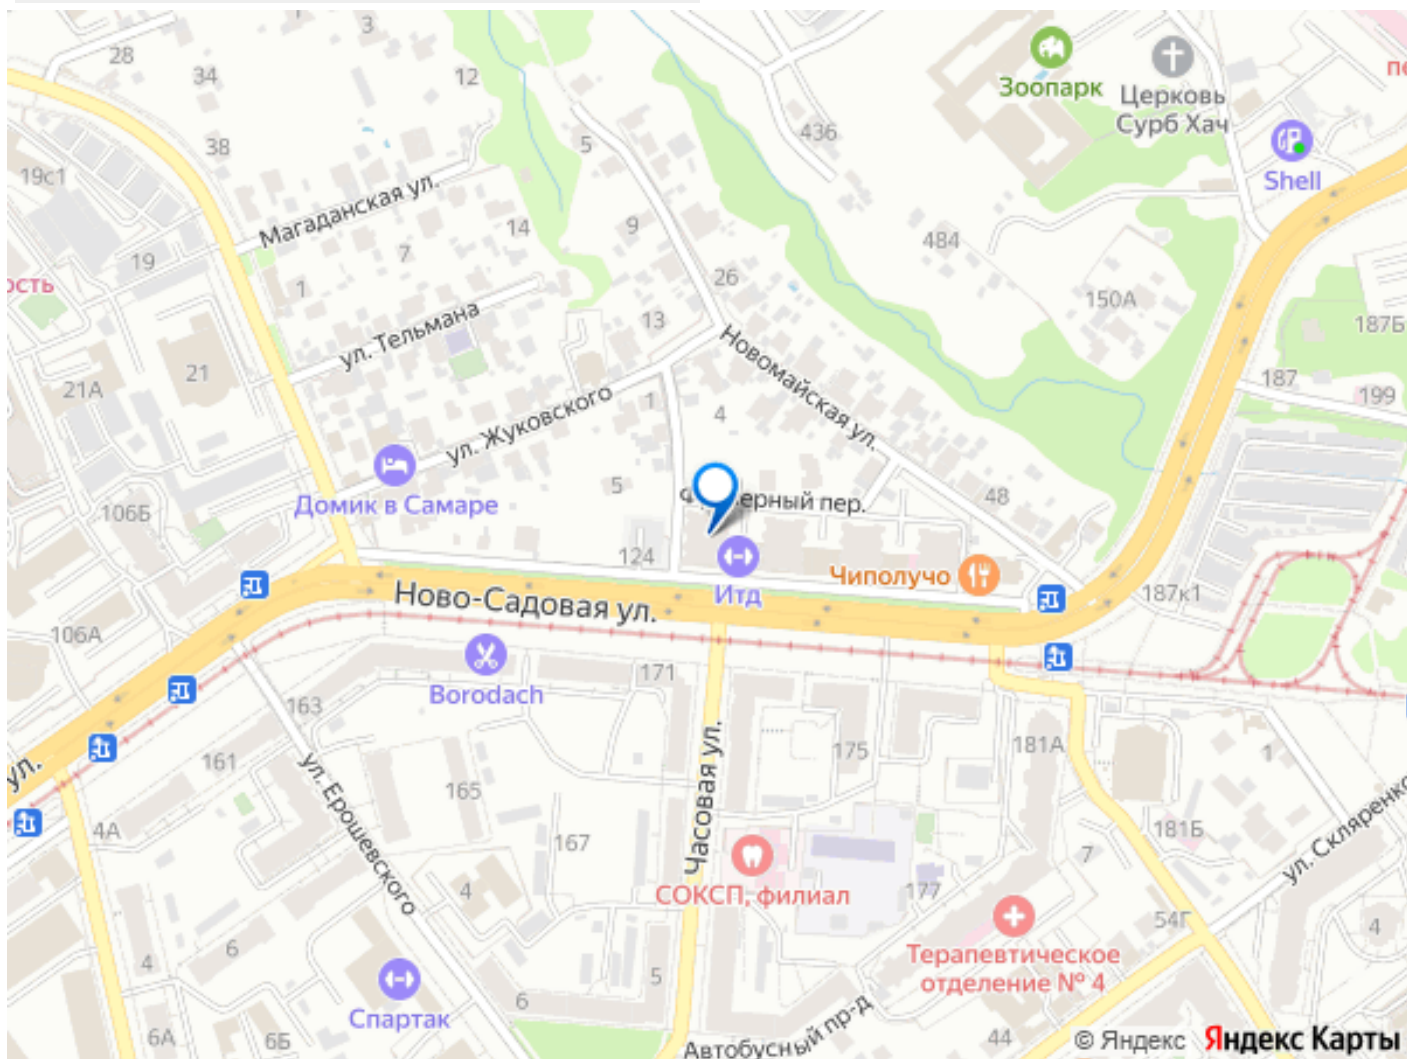 3
28
34
12
38
5
436
Зоопарк
Церковь
Сурб Хач
Shell
19с1
Магаданская ул.
14
9
484
19
7
ость
1
26
150А
ул. Тельмана
13
187Б
Новомайская ул.
21А
21
187
199
ул. Жуковского
1
4
Домик в Самаре
5
48
106Б
124
Итд
Чиполучо
187к1
Ново-Садовая ул.
106А
Borodach
171
163
ул.
161
175
181А
1
ул. Ерошевского
165
Часовая ул.
4А
167
181Б
7
ул. Скляренко
4
СОКСП, филиал
177
54Г
4
6
4
Терапевтическое
отделение № 4
5
6
Спартак
6А
6Б
Автобусный пр-д
44
© Яндекс Яндекс Карты